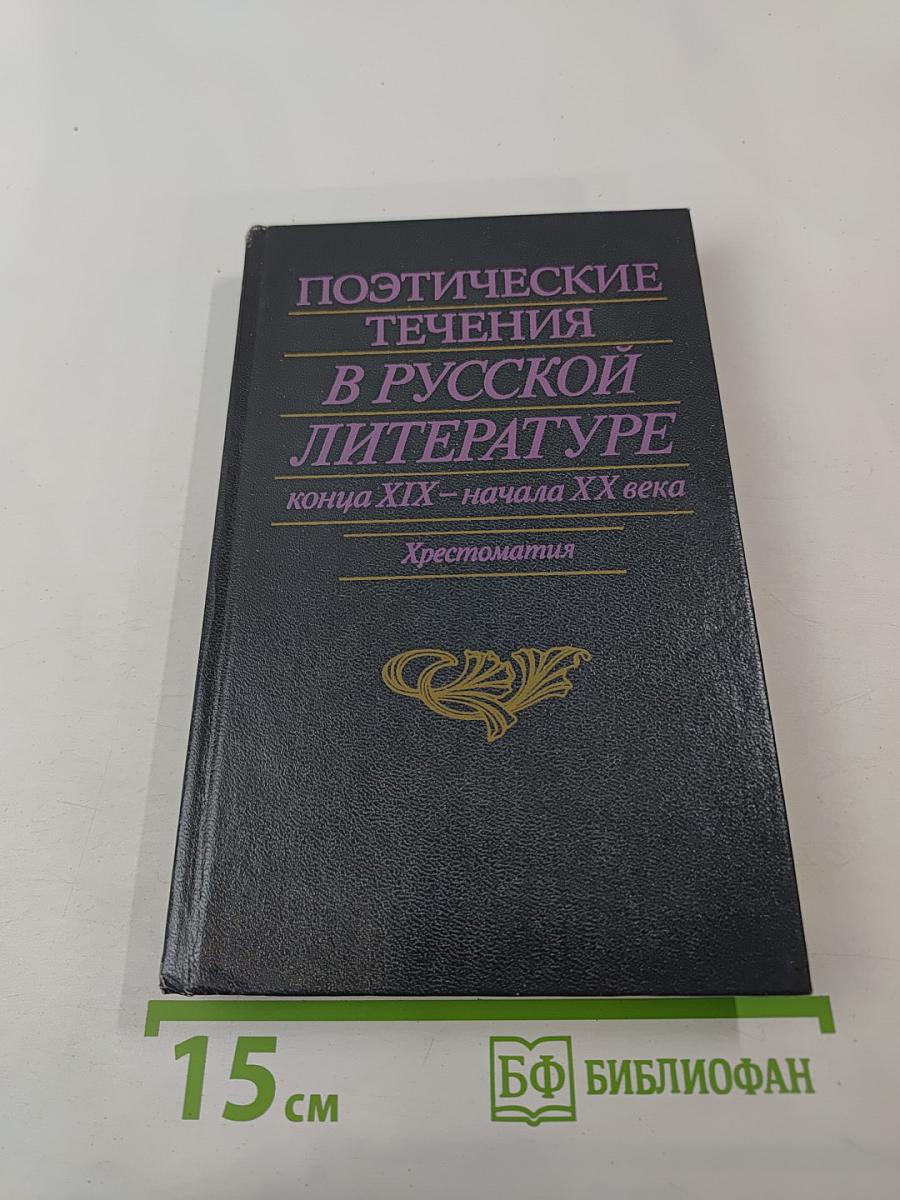 ПОЭТИЧЕСКИЕ
ТЕЧЕНИЯ
В РУССКОЙ
ЛИТЕРАТУРЕ
конца XIX – начала XX века
Хрестоматия
15 см
БФ БИБЛИОФАН